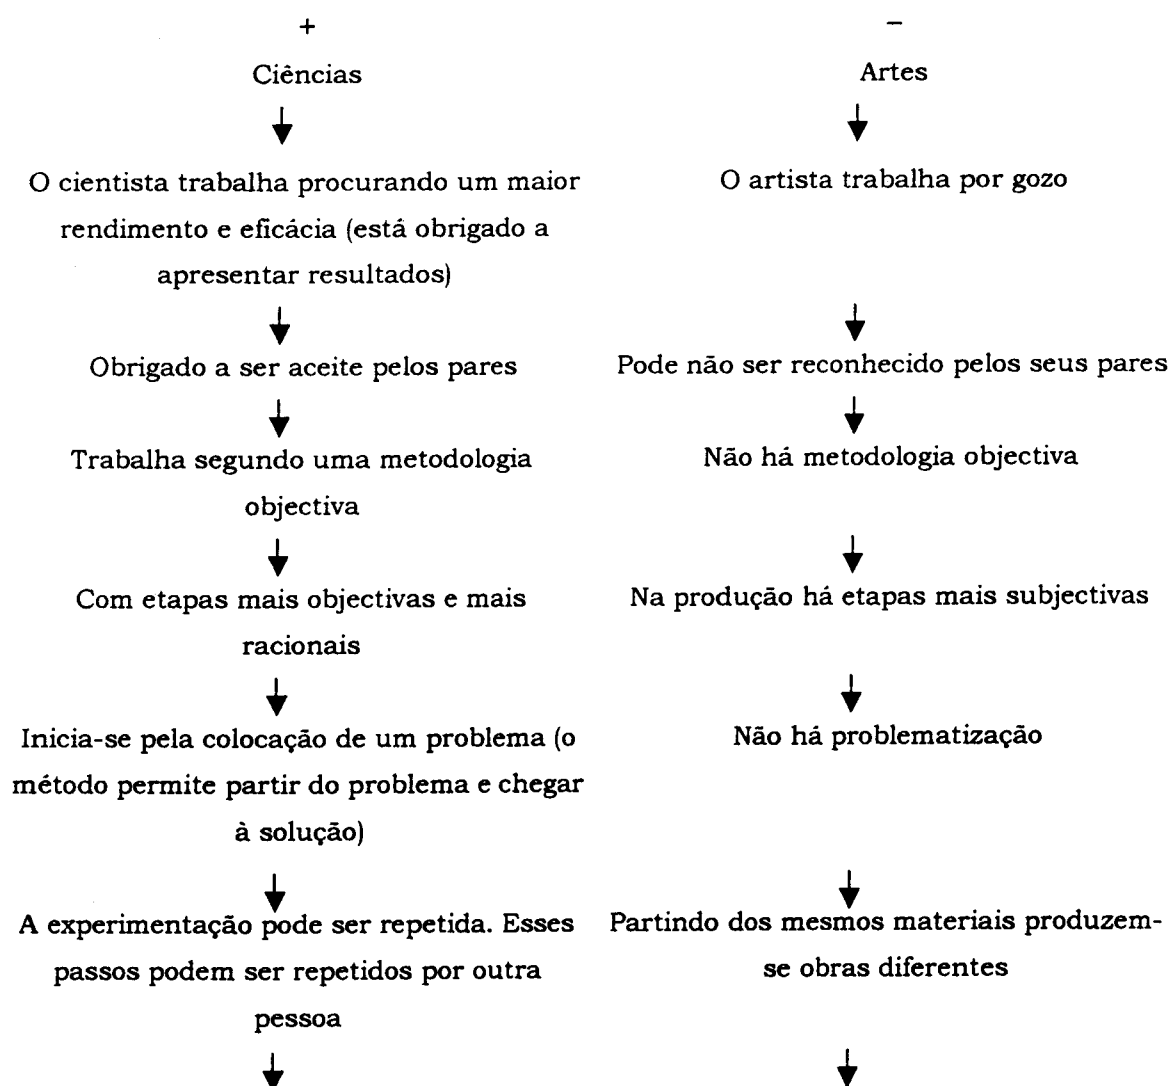 +
Ciências
O cientista trabalha procurando um maior
rendimento e eficácia (está obrigado a
apresentar resultados)
Obrigado a ser aceite pelos pares
Trabalha segundo uma metodologia
objectiva
Com etapas mais objectivas e mais
racionais
Inicia-se pela colocação de um problema (o
método permite partir do problema e chegar
à solução)
A experimentação pode ser repetida. Esses
passos podem ser repetidos por outra
pessoa
–
Artes
O artista trabalha por gozo
Pode não ser reconhecido pelos seus pares
Não há metodologia objectiva
Na produção há etapas mais subjectivas
Não há problematização
Partindo dos mesmos materiais produzem-
se obras diferentes